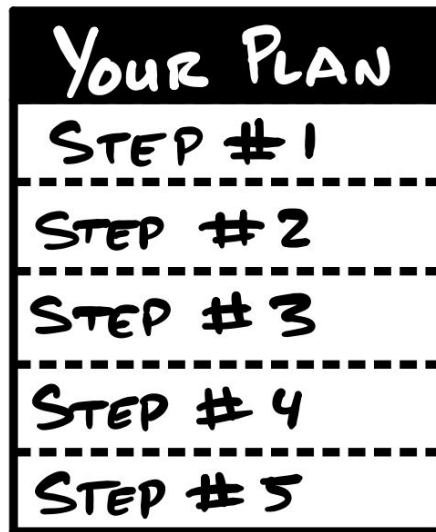 YOUR PLAN
STEP #1
STEP #2
STEP #3
STEP #4
STEP #5